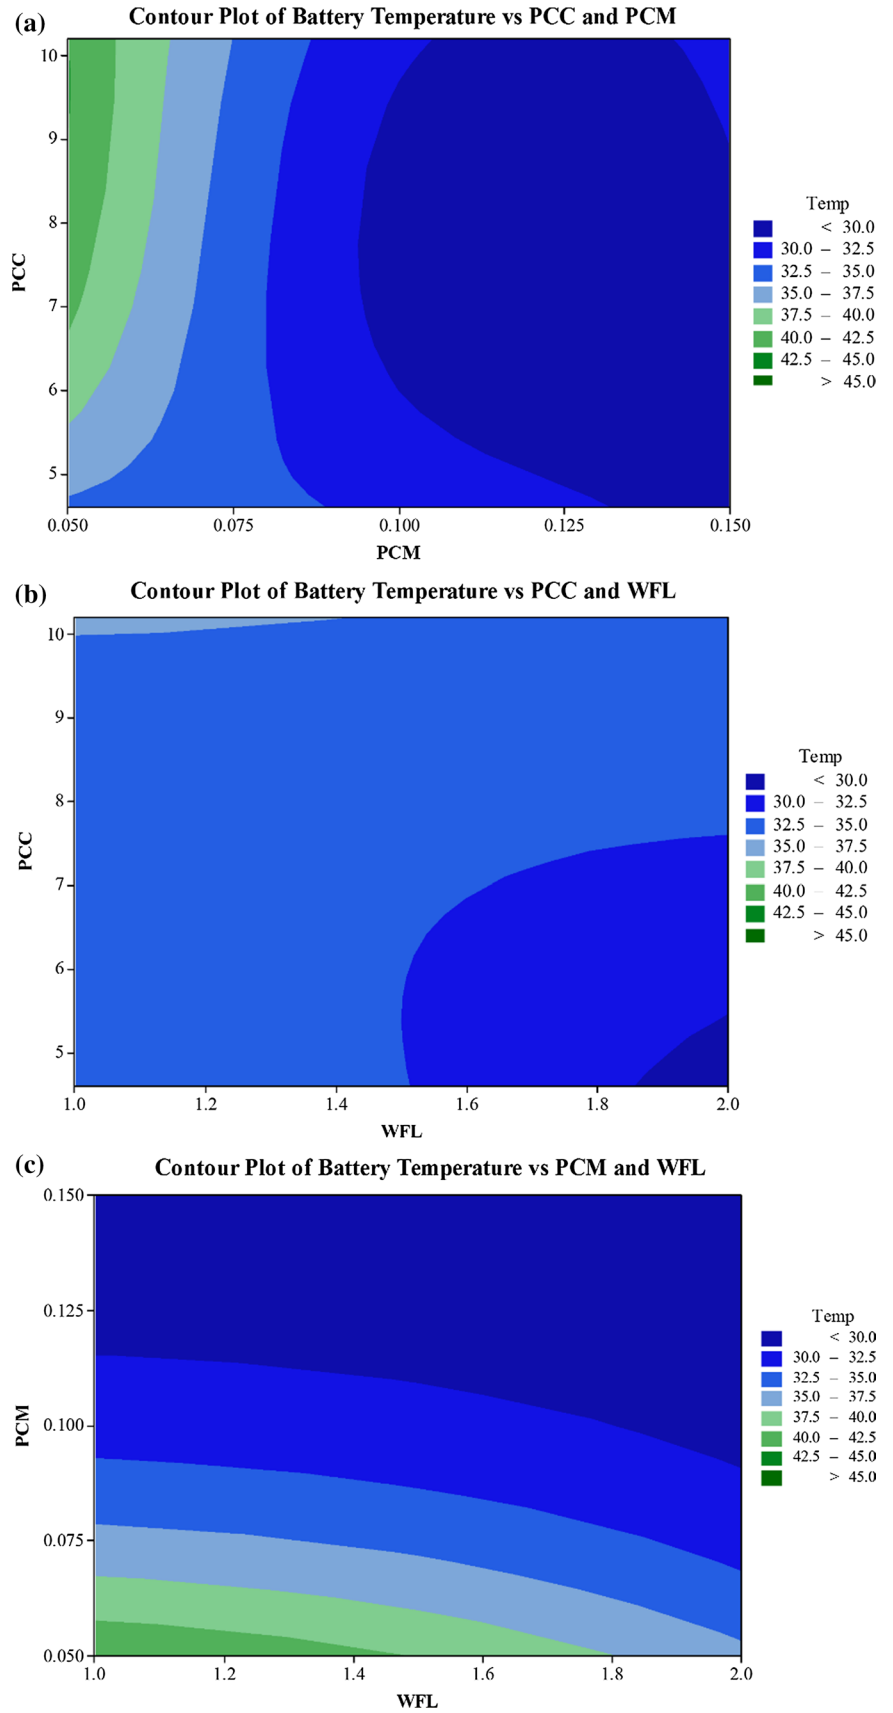 (a)
Contour Plot of Battery Temperature vs PCC and PCM
10
9
8
7
6
5
PCC
0.050 0.075 0.100 0.125 0.150
PCM
Temp
< 30.0
30.0 – 32.5
32.5 – 35.0
35.0 – 37.5
37.5 – 40.0
40.0 – 42.5
42.5 – 45.0
> 45.0
(b)
Contour Plot of Battery Temperature vs PCC and WFL
10
9
8
7
6
5
PCC
1.0 1.2 1.4 1.6 1.8 2.0
WFL
Temp
< 30.0
30.0 – 32.5
32.5 – 35.0
35.0 – 37.5
37.5 – 40.0
40.0 – 42.5
42.5 – 45.0
> 45.0
(c)
Contour Plot of Battery Temperature vs PCM and WFL
0.150
0.125
0.100
0.075
0.050
PCM
1.0 1.2 1.4 1.6 1.8 2.0
WFL
Temp
< 30.0
30.0 – 32.5
32.5 – 35.0
35.0 – 37.5
37.5 – 40.0
40.0 – 42.5
42.5 – 45.0
> 45.0